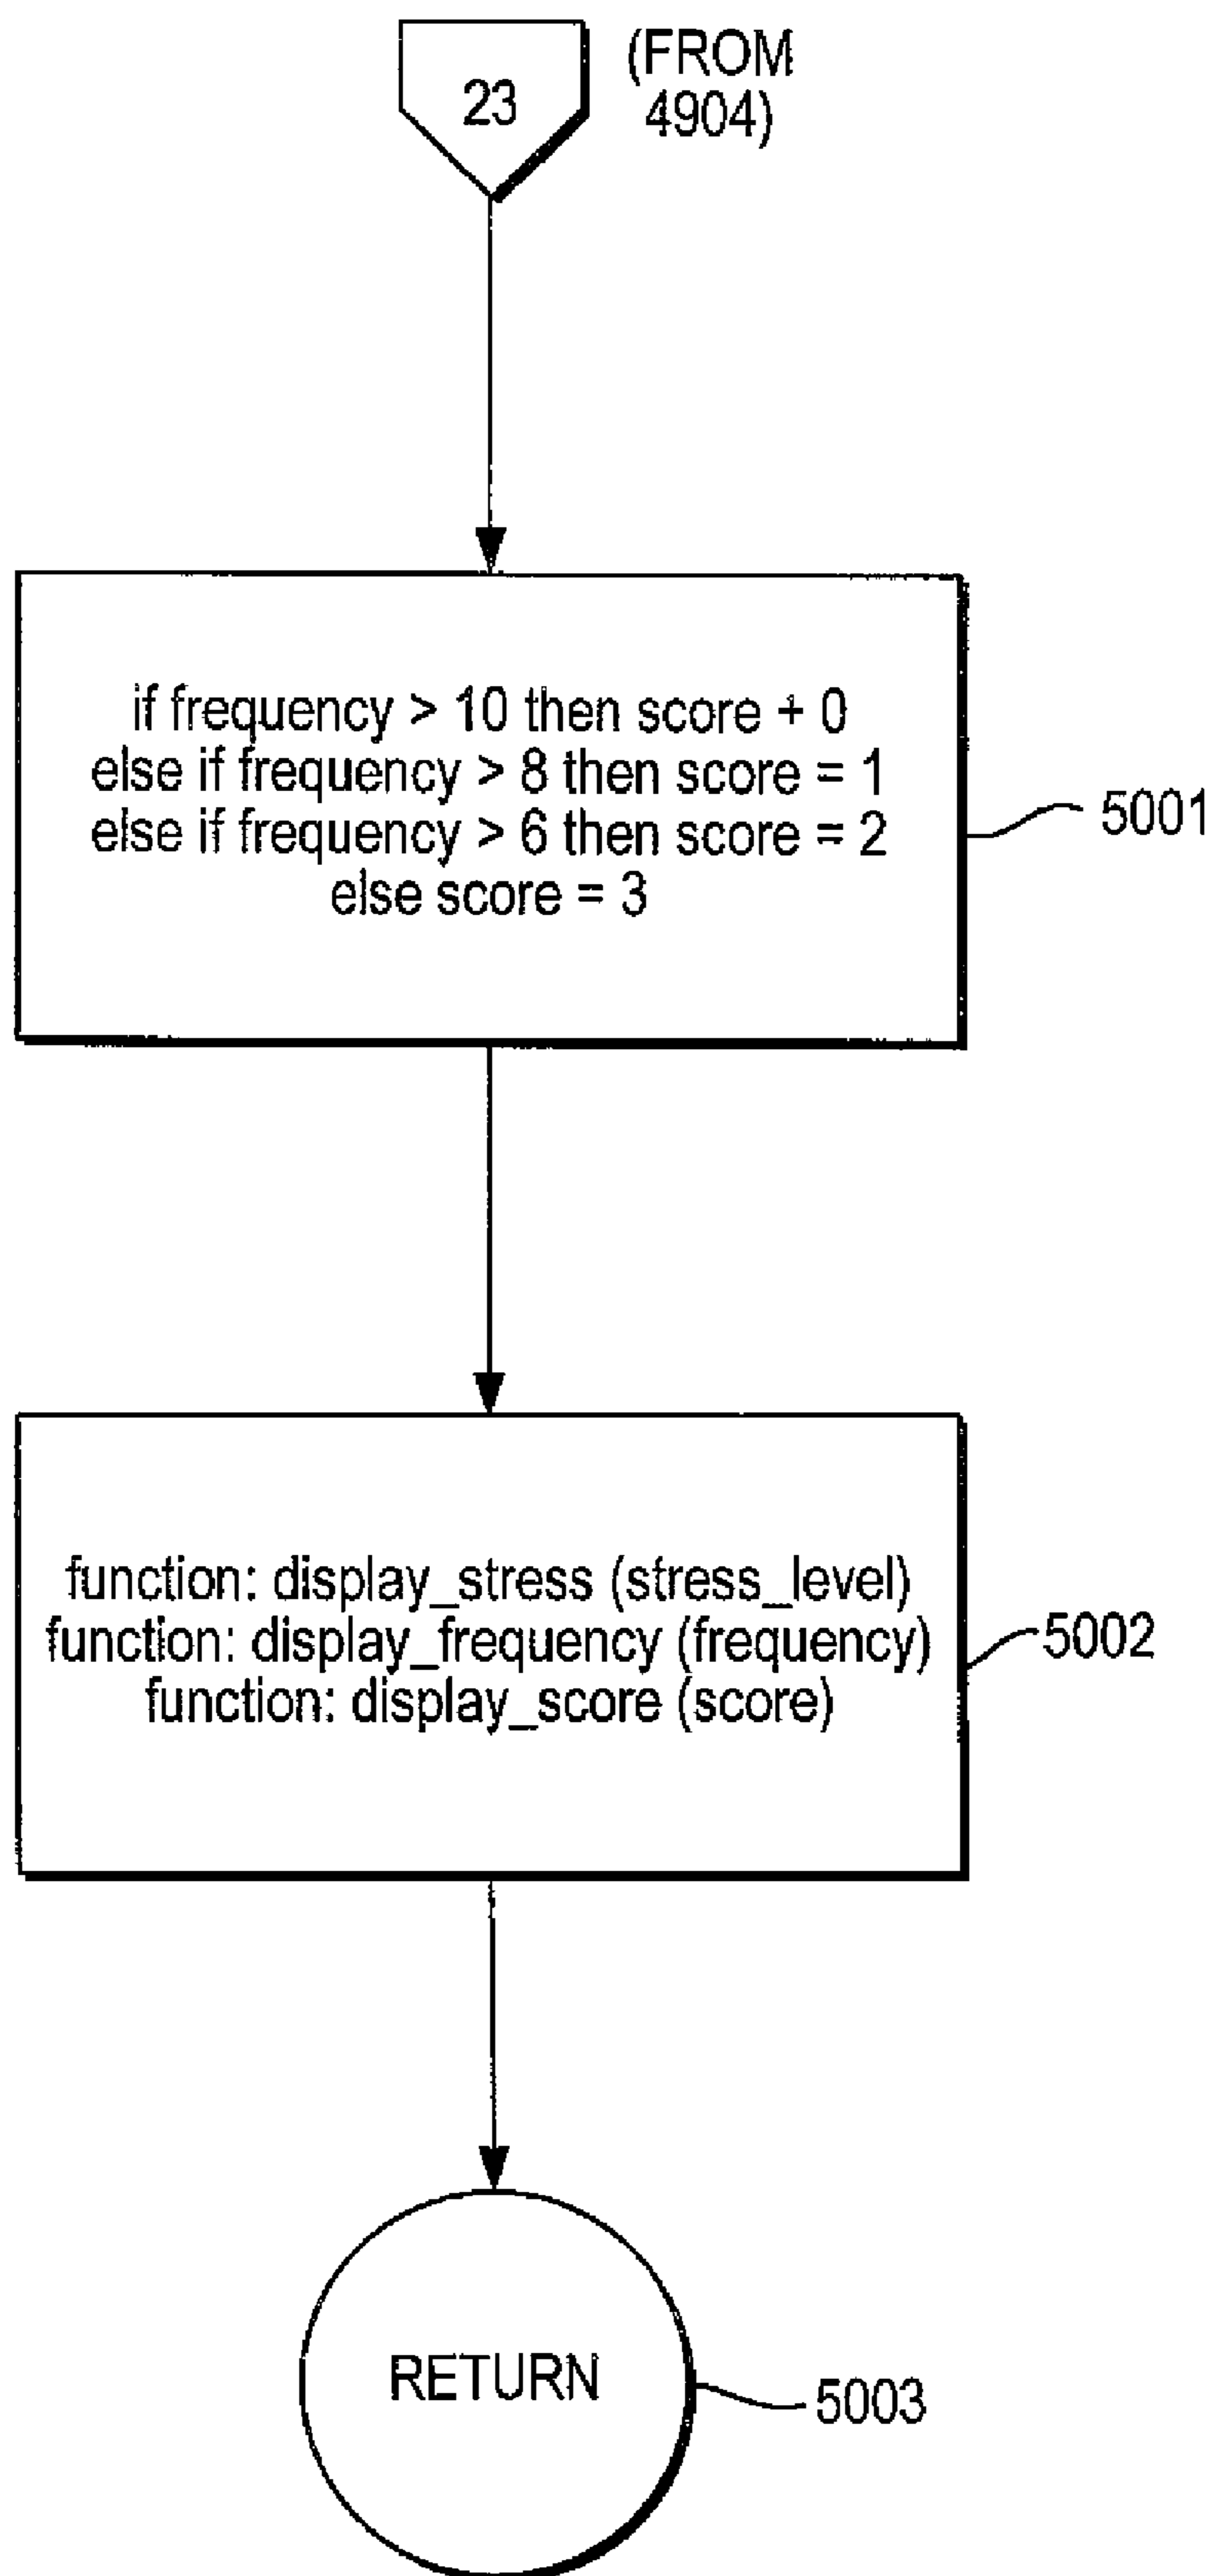 23
(FROM
4904)
if frequency > 10 then score + 0
else if frequency > 8 then score = 1
else if frequency > 6 then score = 2
else score = 3
5001
function: display_stress (stress_level)
function: display_frequency (frequency)
function: display_score (score)
5002
RETURN
5003